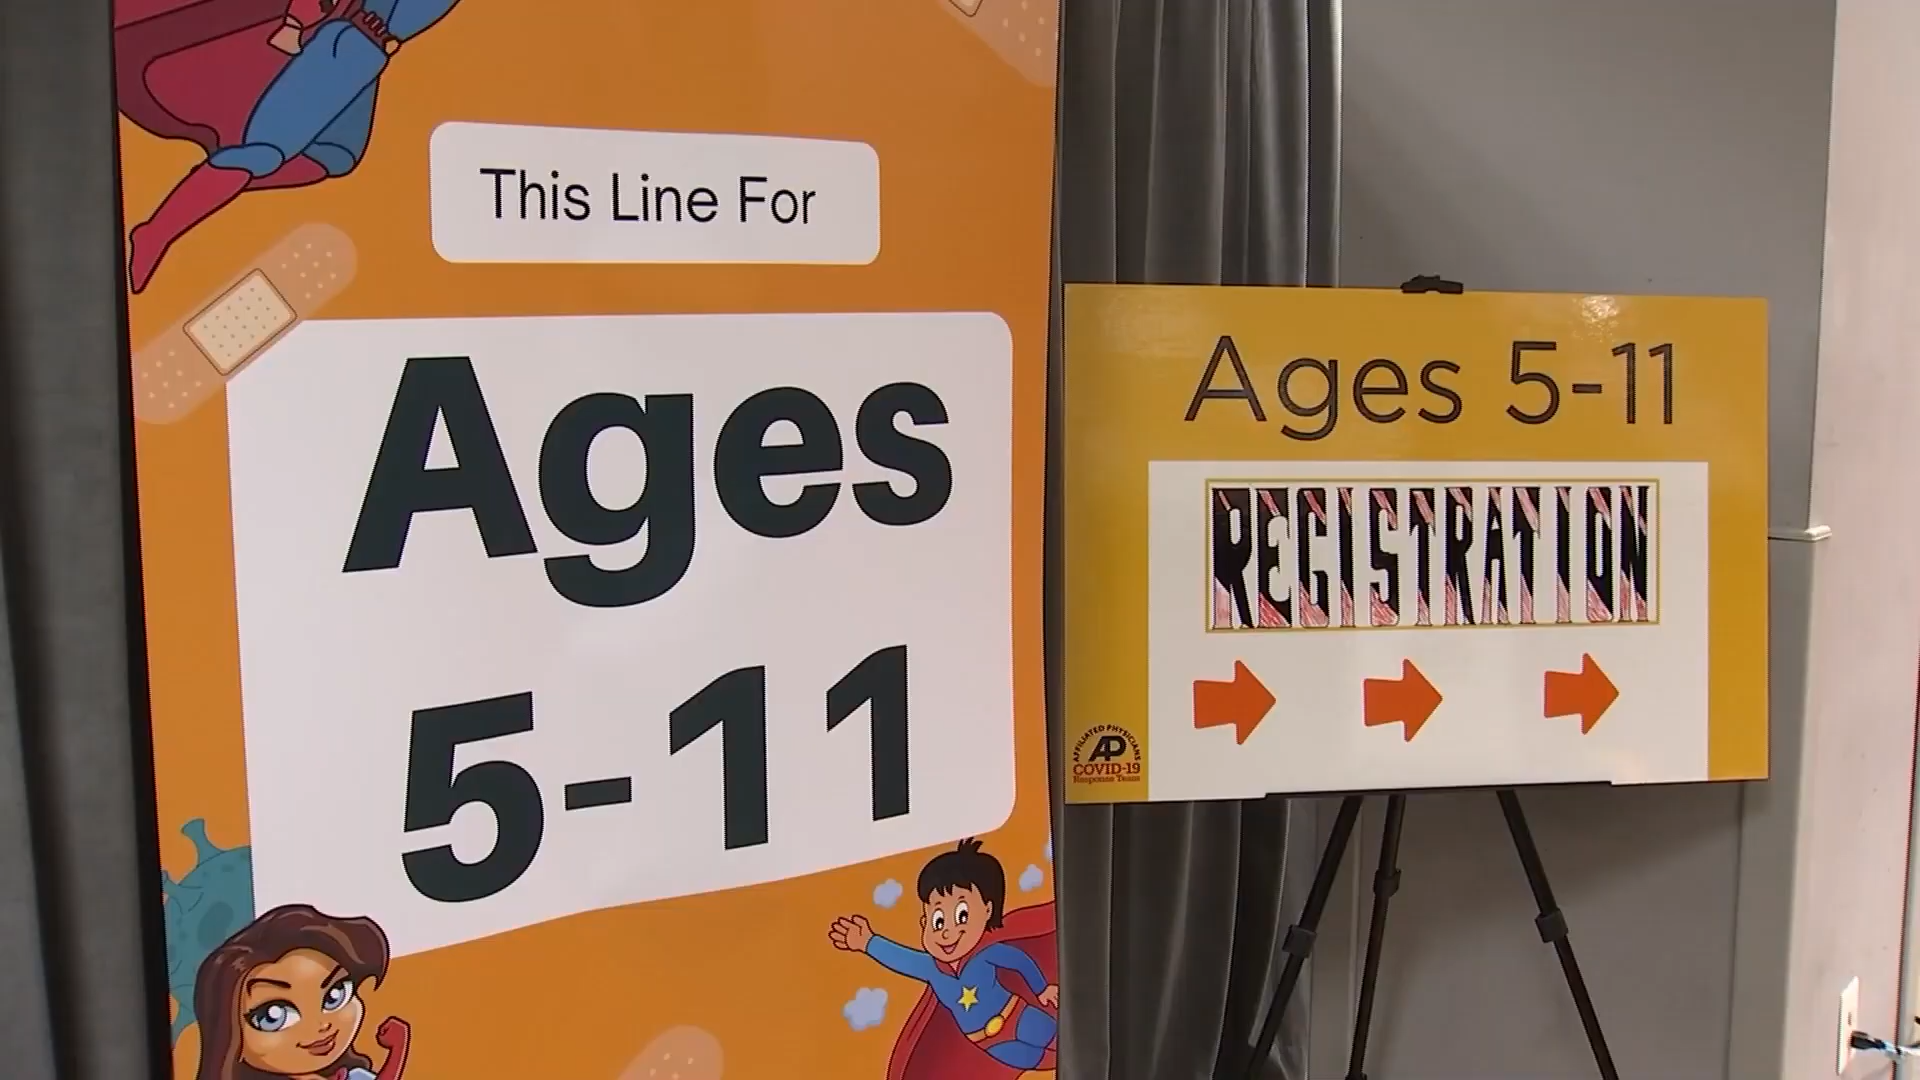 This Line For
Ages
5-11
Ages 5-11
REGISTRATION
AFFILIATED PHYSICIANS
AP
COVID-19
Response Team